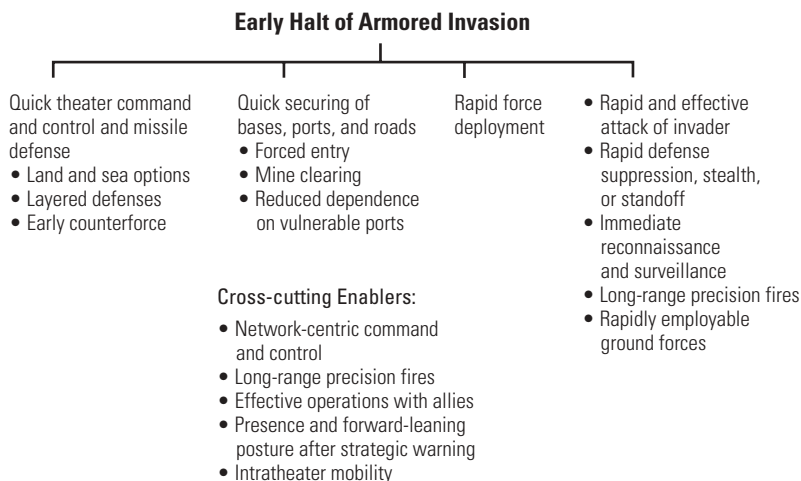 Early Halt of Armored Invasion
Quick theater command
and control and missile
defense
• Land and sea options
• Layered defenses
• Early counterforce
Quick securing of
bases, ports, and roads
• Forced entry
• Mine clearing
• Reduced dependence
on vulnerable ports
Rapid force
deployment
• Rapid and effective
attack of invader
• Rapid defense
suppression, stealth,
or standoff
• Immediate
reconnaissance
and surveillance
• Long-range precision fires
• Rapidly employable
ground forces
Cross-cutting Enablers:
• Network-centric command
and control
• Long-range precision fires
• Effective operations with allies
• Presence and forward-leaning
posture after strategic warning
• Intratheater mobility